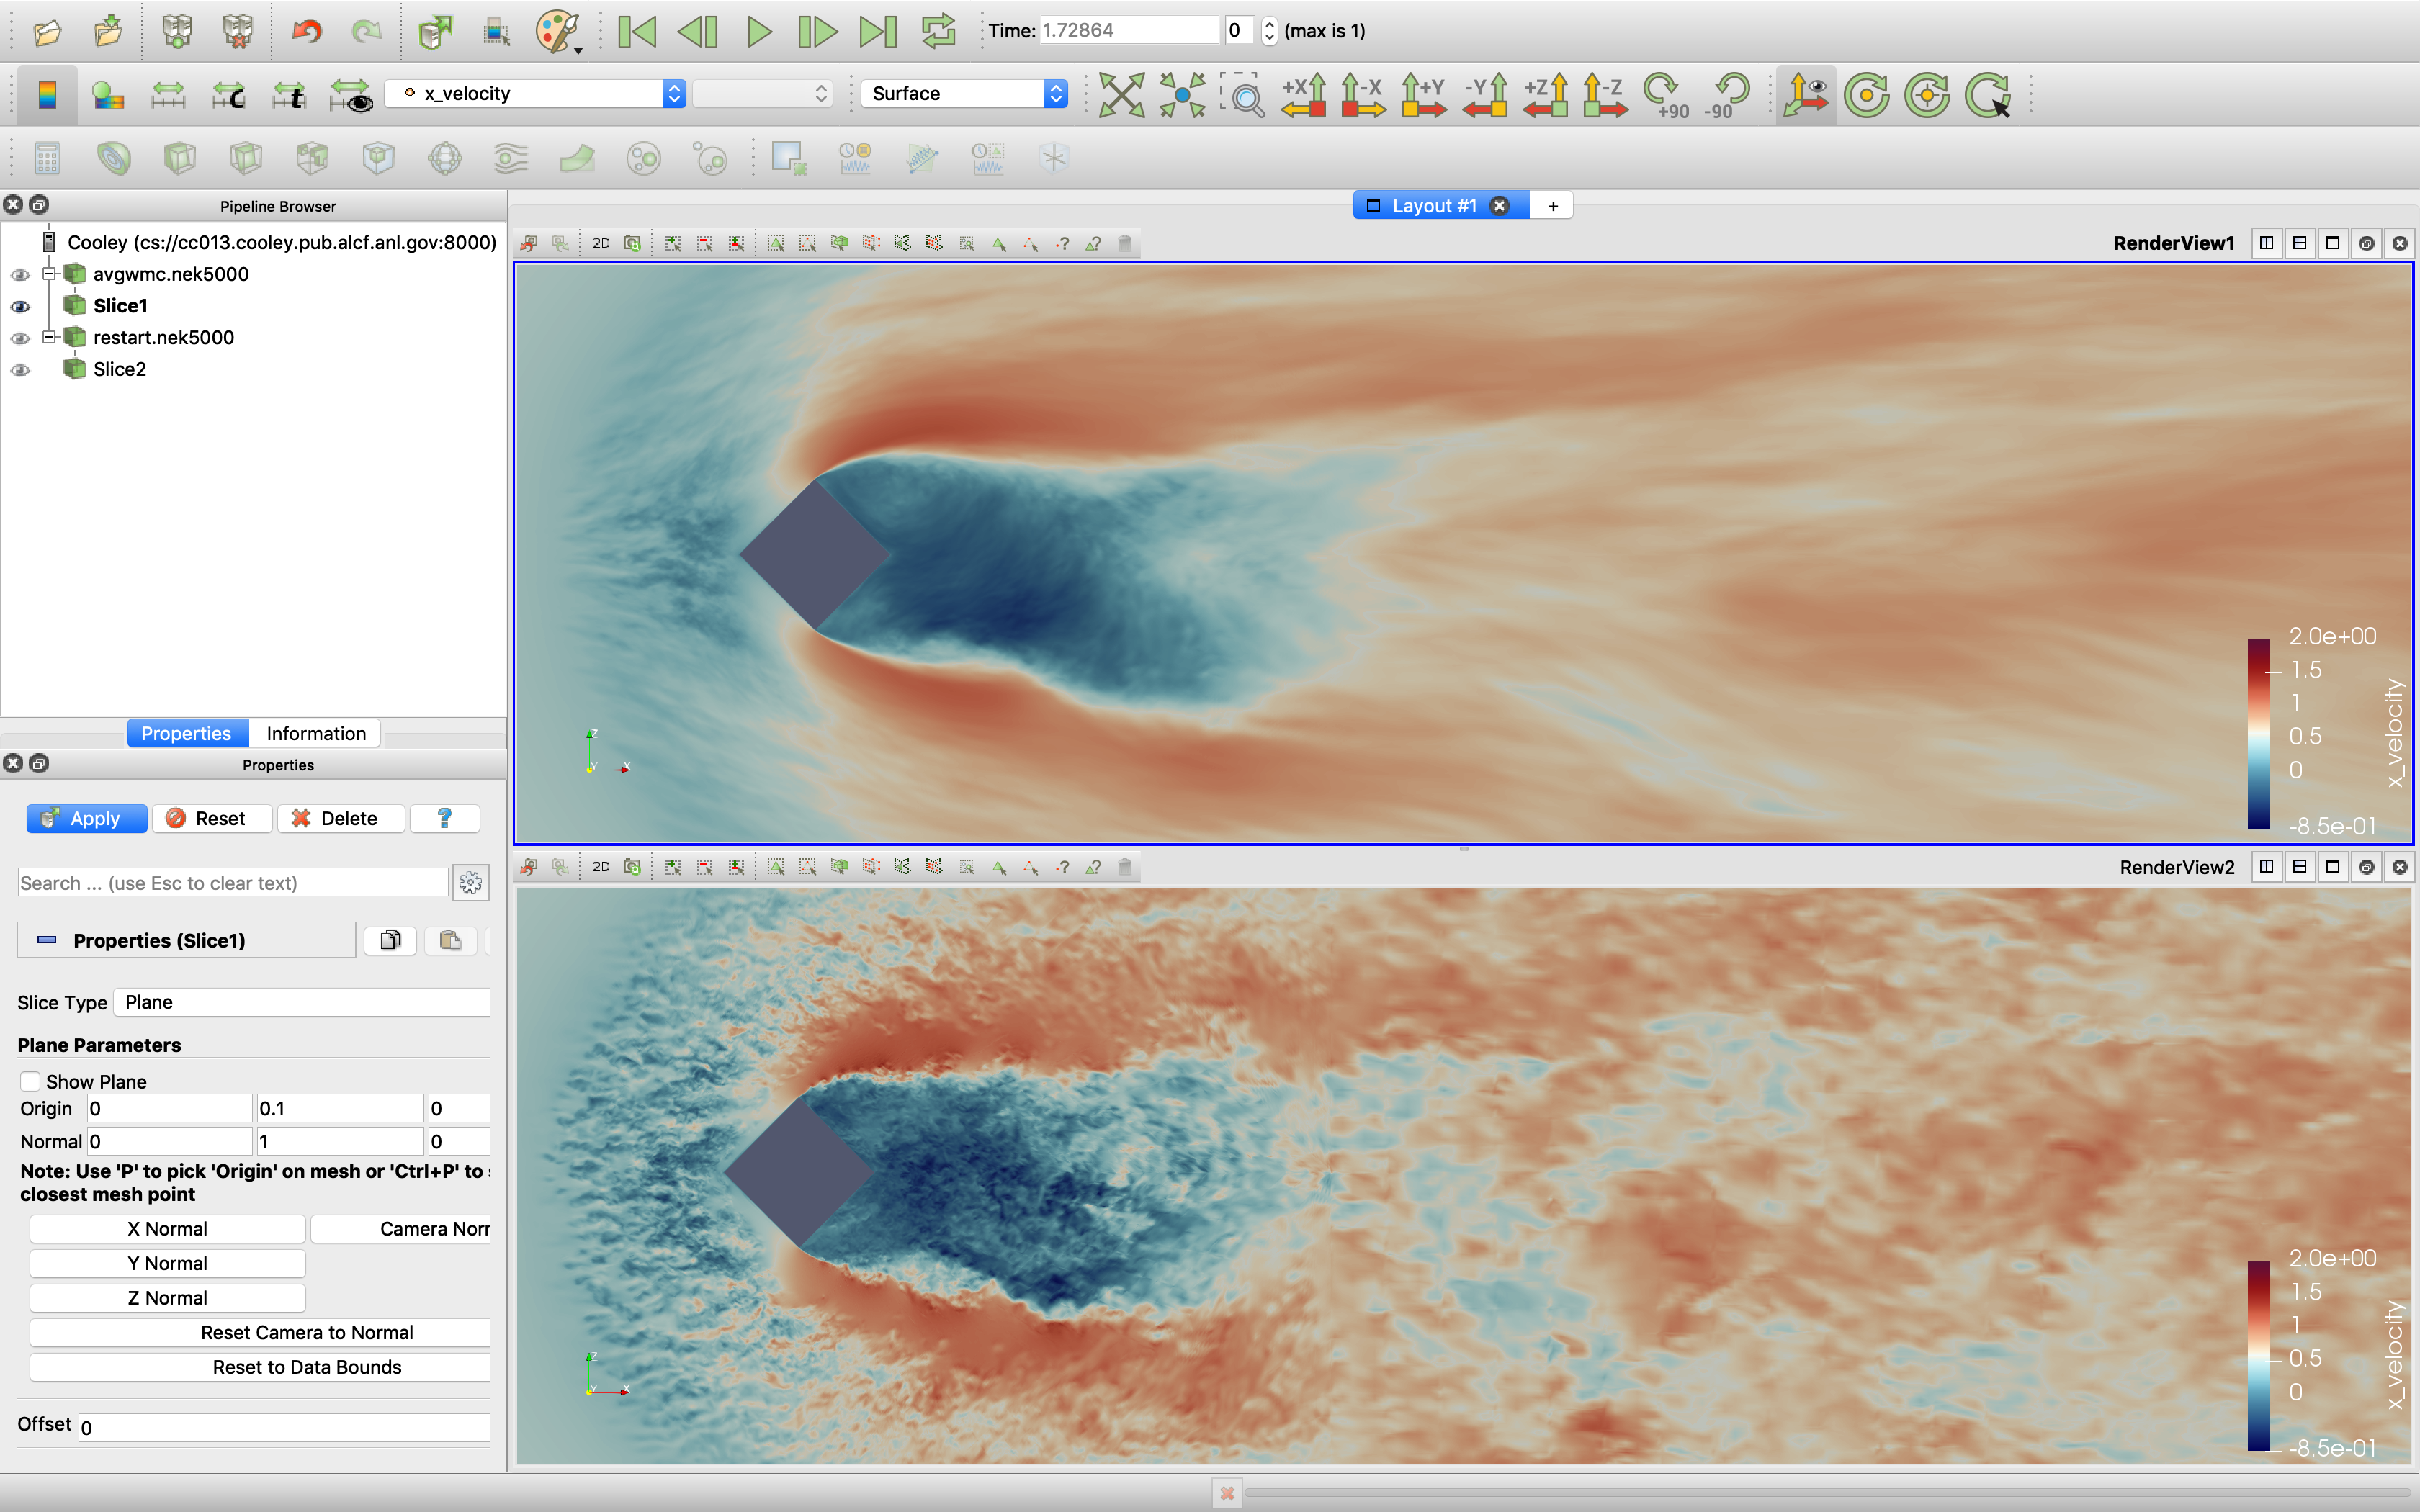 Time: 1.72864 0 (max is 1)
x_velocity Surface +X -X +Y -Y +Z -Z +90 -90
Layout #1 +
Pipeline Browser
Cooley (cs://cc013.cooley.pub.alcf.anl.gov:8000)
avgwmc.nek5000
Slice1
restart.nek5000
Slice2
Properties Information
Properties
Apply Reset Delete ?
Search ... (use Esc to clear text)
Properties (Slice1)
Slice Type Plane
Plane Parameters
Show Plane
Origin 0 0.1 0
Normal 0 1 0
Note: Use 'P' to pick 'Origin' on mesh or 'Ctrl+P' to
closest mesh point
X Normal Camera
Y Normal
Z Normal
Reset Camera to Normal
Reset to Data Bounds
Offset 0
2D RenderView1
2.0e+00
1.5
1
0.5
0
-8.5e-01
x_velocity
Z
Y X
2D RenderView2
2.0e+00
1.5
1
0.5
0
-8.5e-01
x_velocity
Z
Y X